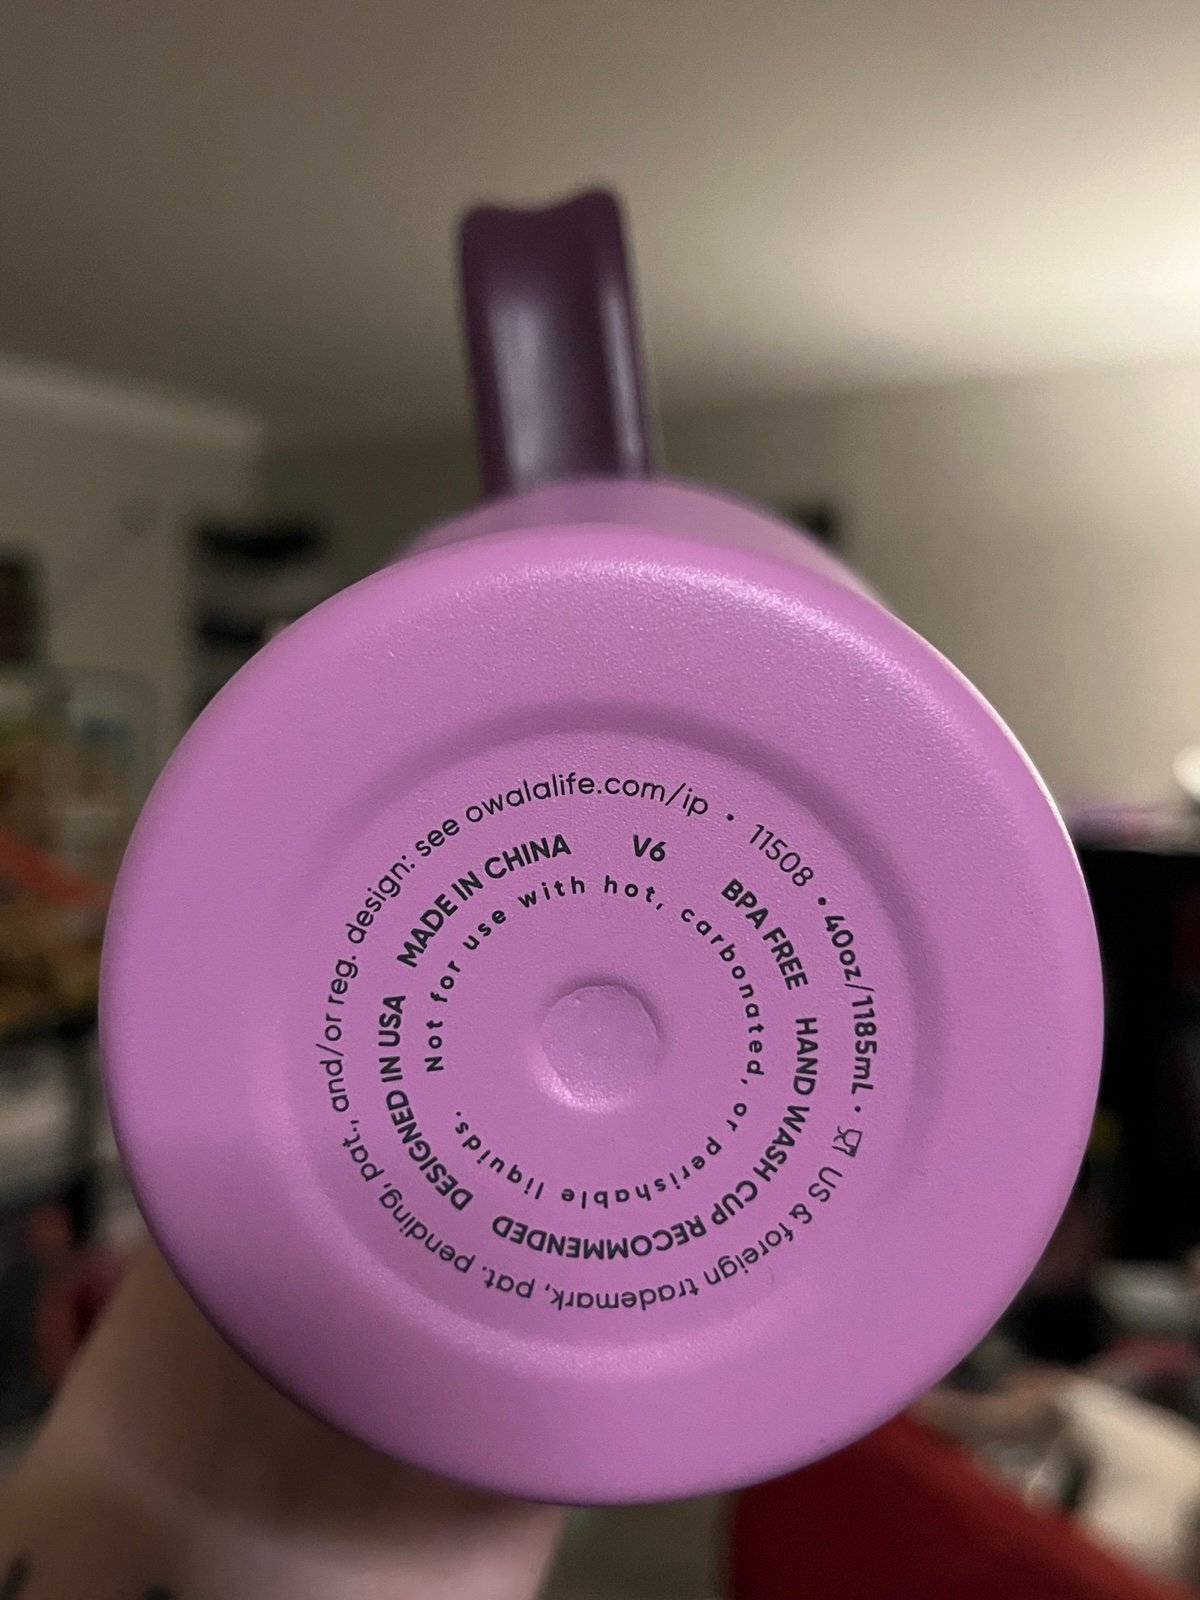 US & foreign trademark, pat. pending, pat., and/or reg. design: see owalalife.com/ip • 11508 • 40oz/1185mL •
DESIGNED IN USA MADE IN CHINA V6 BPA FREE HAND WASH CUP RECOMMENDED
Not for use with hot, carbonated, or perishable liquids.